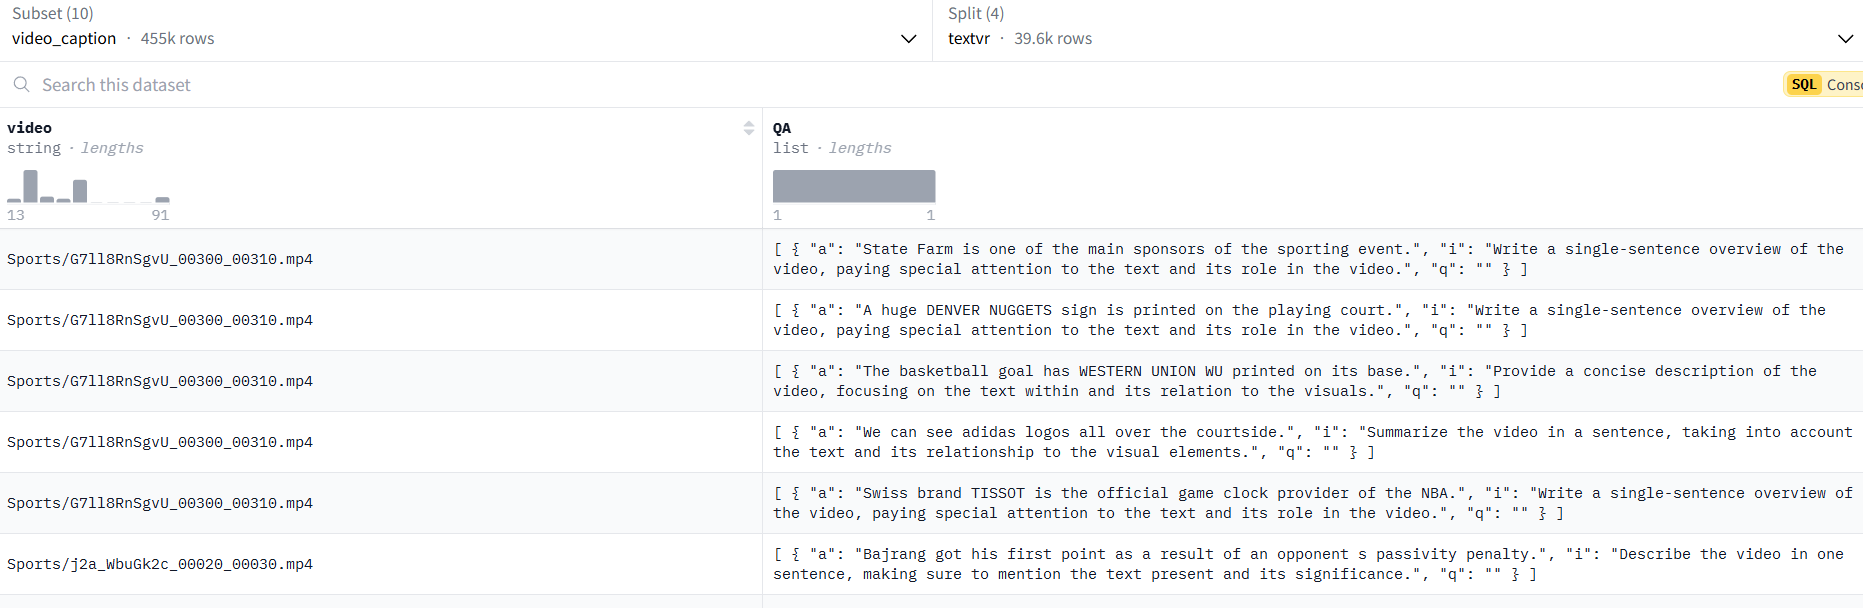 Subset (10)
video_caption · 455k rows
Split (4)
textvr · 39.6k rows
Search this dataset
SQL
video
string · lengths
13 91
QA
list · lengths
1 1
Sports/G7ll8RnSgvU_00300_00310.mp4
[ { "a": "State Farm is one of the main sponsors of the sporting event.", "i": "Write a single-sentence overview of the
video, paying special attention to the text and its role in the video.", "q": "" } ]
Sports/G7ll8RnSgvU_00300_00310.mp4
[ { "a": "A huge DENVER NUGGETS sign is printed on the playing court.", "i": "Write a single-sentence overview of the
video, paying special attention to the text and its role in the video.", "q": "" } ]
Sports/G7ll8RnSgvU_00300_00310.mp4
[ { "a": "The basketball goal has WESTERN UNION WU printed on its base.", "i": "Provide a concise description of the
video, focusing on the text within and its relation to the visuals.", "q": "" } ]
Sports/G7ll8RnSgvU_00300_00310.mp4
[ { "a": "We can see adidas logos all over the courtside.", "i": "Summarize the video in a sentence, taking into account
the text and its relationship to the visual elements.", "q": "" } ]
Sports/G7ll8RnSgvU_00300_00310.mp4
[ { "a": "Swiss brand TISSOT is the official game clock provider of the NBA.", "i": "Write a single-sentence overview of
the video, paying special attention to the text and its role in the video.", "q": "" } ]
Sports/j2a_WbuGk2c_00020_00030.mp4
[ { "a": "Bajrang got his first point as a result of an opponent s passivity penalty.", "i": "Describe the video in one
sentence, making sure to mention the text present and its significance.", "q": "" } ]